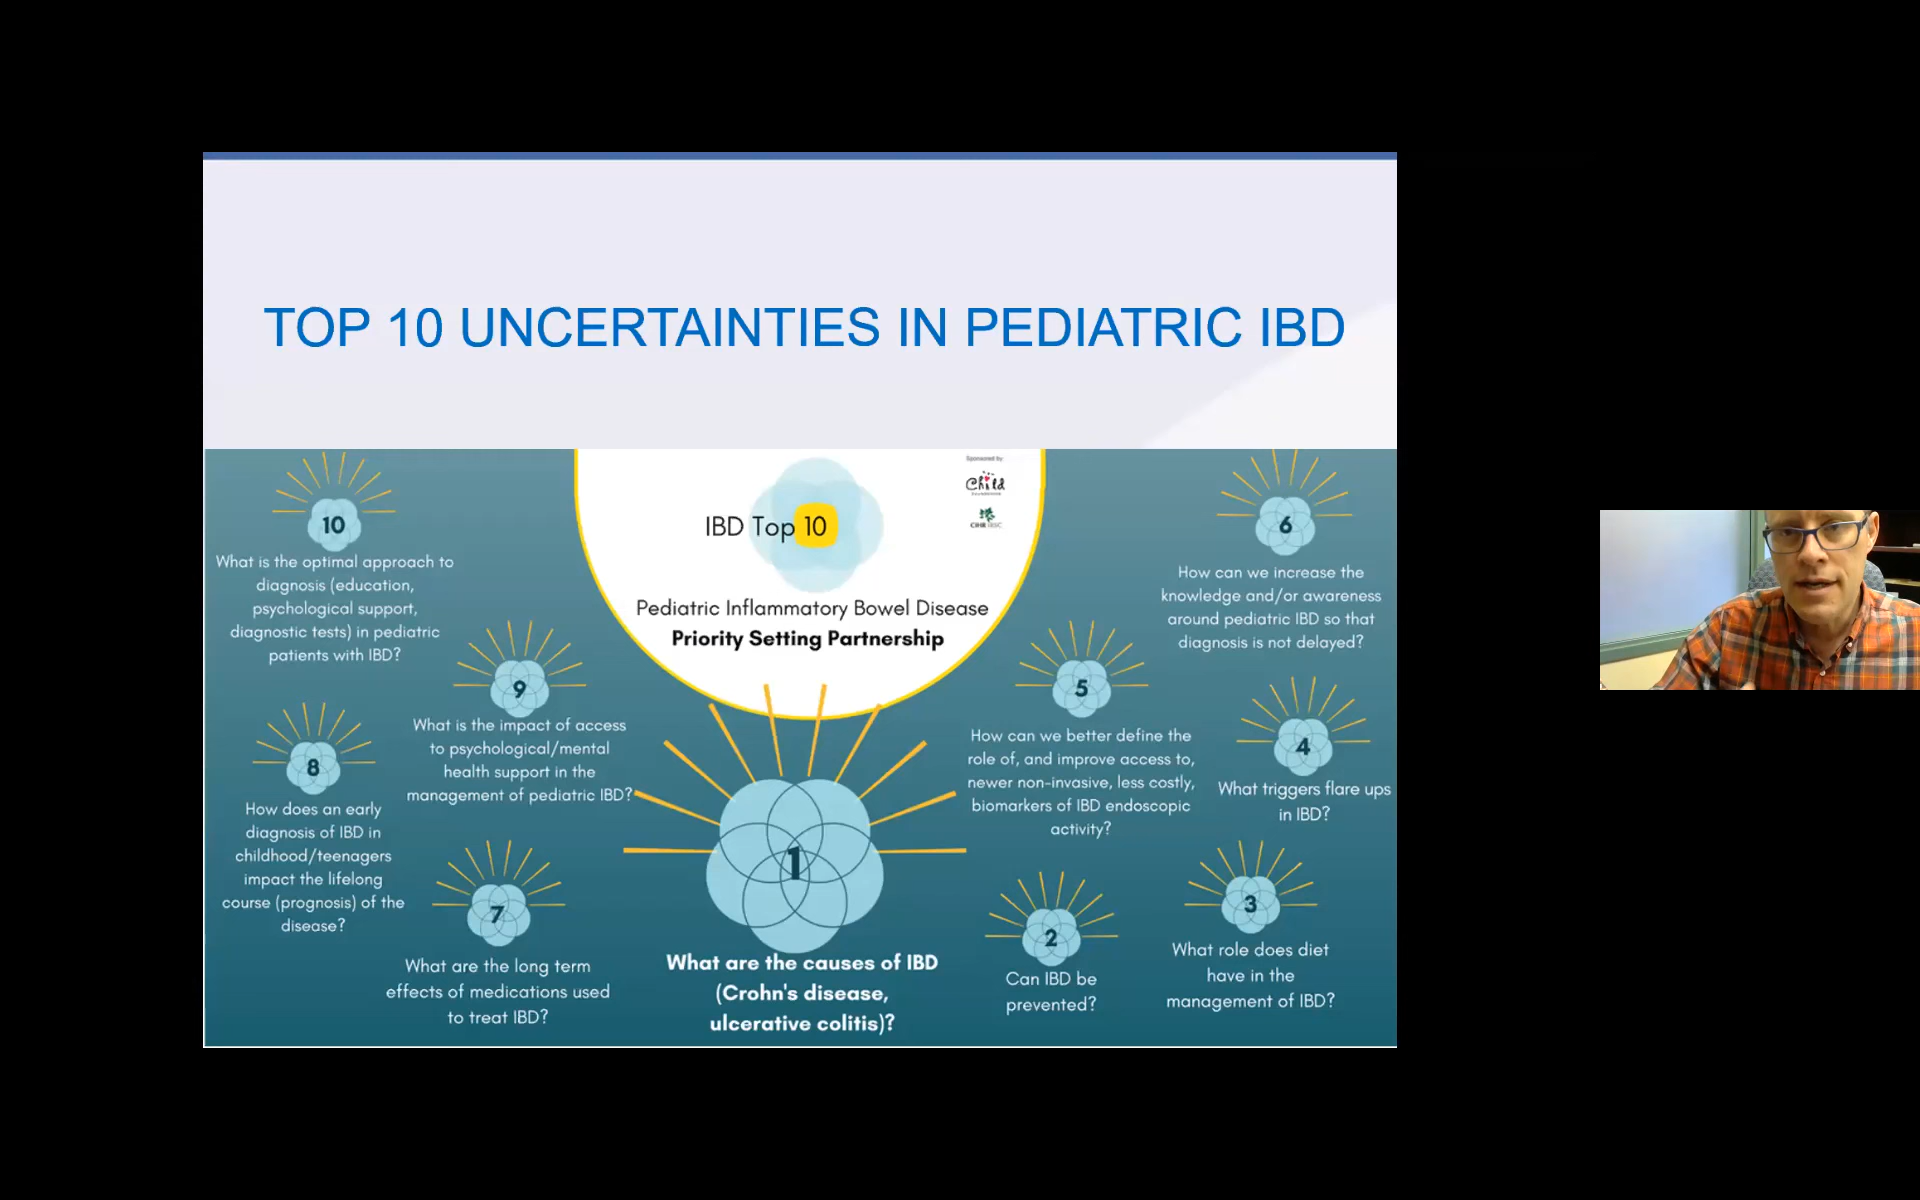 TOP 10 UNCERTAINTIES IN PEDIATRIC IBD
Sponsored by:
Child
CIHR IRSC
IBD Top 10
Pediatric Inflammatory Bowel Disease
Priority Setting Partnership
1
What are the causes of IBD
(Crohn's disease,
ulcerative colitis)?
2
Can IBD be
prevented?
3
What role does diet
have in the
management of IBD?
4
What triggers flare ups
in IBD?
5
How can we better define the
role of, and improve access to,
newer non-invasive, less costly,
biomarkers of IBD endoscopic
activity?
6
How can we increase the
knowledge and/or awareness
around pediatric IBD so that
diagnosis is not delayed?
7
What are the long term
effects of medications used
to treat IBD?
8
How does an early
diagnosis of IBD in
childhood/teenagers
impact the lifelong
course (prognosis) of the
disease?
9
What is the impact of access
to psychological/mental
health support in the
management of pediatric IBD?
10
What is the optimal approach to
diagnosis (education,
psychological support,
diagnostic tests) in pediatric
patients with IBD?